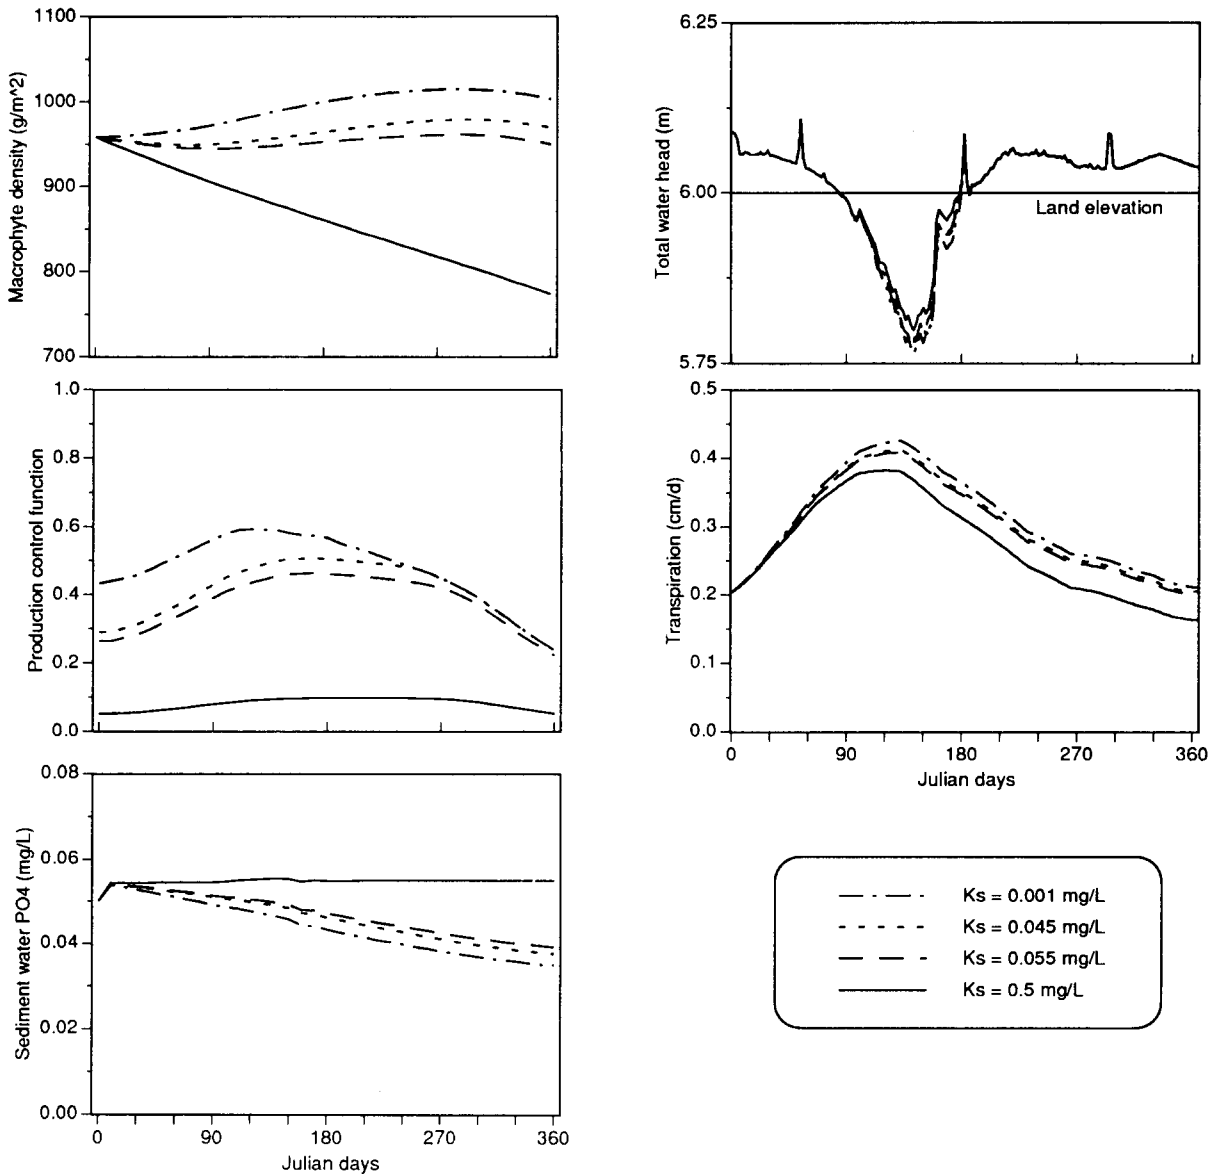 Macrophyte density (g/m^2)
1100
1000
900
800
700
Total water head (m)
6.25
6.00
5.75
Land elevation
Production control function
1.0
0.8
0.6
0.4
0.2
0.0
Transpiration (cm/d)
0.5
0.4
0.3
0.2
0.1
0.0
0 90 180 270 360
Julian days
Sediment water PO4 (mg/L)
0.08
0.06
0.04
0.02
0.00
0 90 180 270 360
Julian days
Ks = 0.001 mg/L
Ks = 0.045 mg/L
Ks = 0.055 mg/L
Ks = 0.5 mg/L